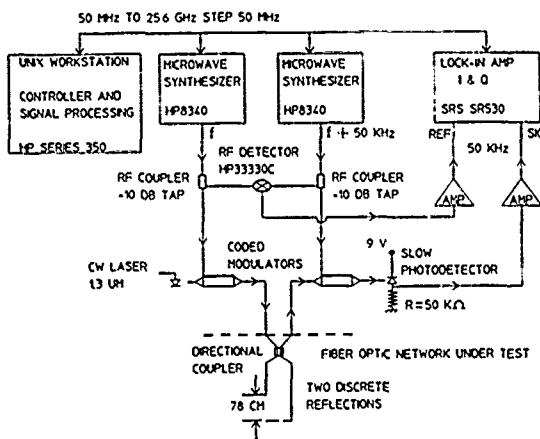 50 MHz TO 25.6 GHz STEP 50 MHz
UNIX WORKSTATION
CONTROLLER AND
SIGNAL PROCESSING
HP SERIES 350
MICROWAVE
SYNTHESIZER
HP8340
MICROWAVE
SYNTHESIZER
HP8340
LOCK-IN AMP
I & Q
SRS SR530
f
f + 50 KHz
REF
50 KHz
SIG
RF DETECTOR
HP33330C
RF COUPLER
-10 DB TAP
RF COUPLER
-10 DB TAP
AMP
AMP
CODED
MODULATORS
9 V
SLOW
PHOTODETECTOR
CW LASER
1.3 UM
R=50 KΩ
DIRECTIONAL
COUPLER
FIBER OPTIC NETWORK UNDER TEST
78 CM
TWO DISCRETE
REFLECTIONS